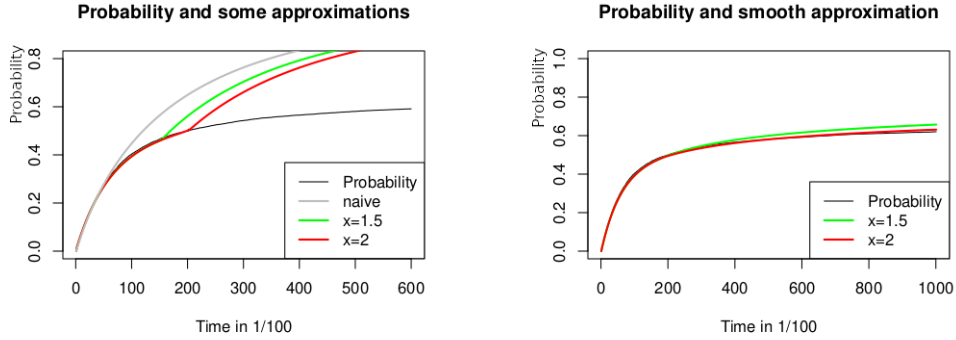 Probability and some approximations
Probability
0.8
0.6
0.4
0.2
0.0
Probability
naive
x=1.5
x=2
0 100 200 300 400 500 600
Time in 1/100
Probability and smooth approximation
Probability
1.0
0.8
0.6
0.4
0.2
0.0
Probability
x=1.5
x=2
0 200 400 600 800 1000
Time in 1/100